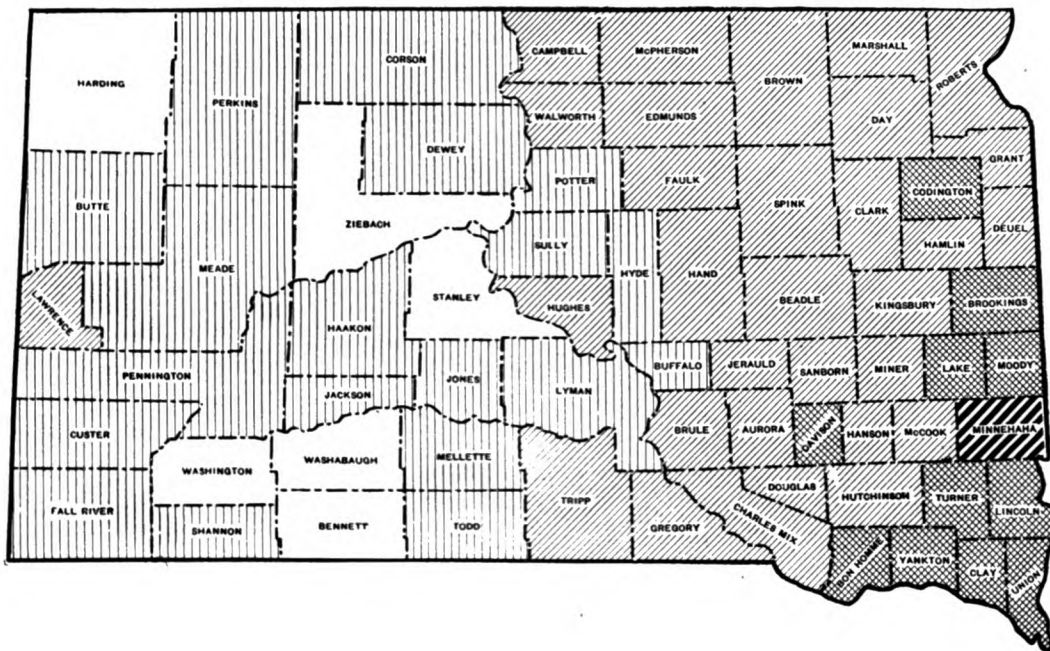 HARDING
PERKINS
CORSON
CAMPBELL
McPHERSON
BROWN
MARSHALL
ROBERTS
WALWORTH
EDMUNDS
DAY
DEWEY
GRANT
BUTTE
ZIEBACH
POTTER
FAULK
SPINK
CLARK
CODINGTON
DEUEL
HAMLIN
MEADE
SULLY
HYDE
HAND
STANLEY
HUGHES
BEADLE
KINGSBURY
BROOKINGS
LAWRENCE
HAAKON
PENNINGTON
JACKSON
JONES
LYMAN
BUFFALO
JERAULD
SANBORN
MINER
LAKE
MOODY
CUSTER
BRULE
AURORA
DAVISON
HANSON
McCOOK
MINNEHAHA
WASHINGTON
WASHABAUGH
MELLETTE
TRIPP
DOUGLAS
HUTCHINSON
TURNER
LINCOLN
FALL RIVER
SHANNON
BENNETT
TODD
GREGORY
CHARLES MIX
BON HOMME
YANKTON
CLAY
UNION